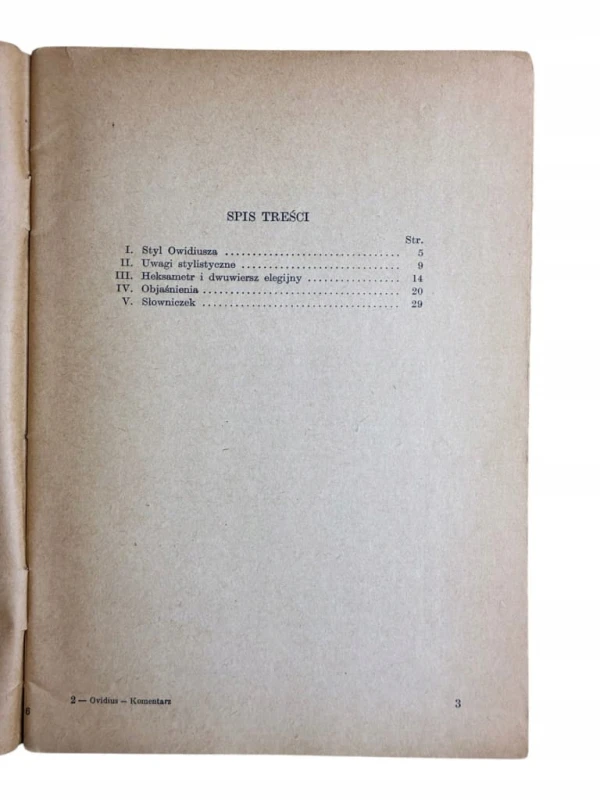 SPIS TREŚCI
Str.
I. Styl Owidiusza 5
II. Uwagi stylistyczne 9
III. Heksametr i dwuwiersz elegijny 14
IV. Objaśnienia 20
V. Słowniczek 29
2 — Ovidius — Komentarz
3
6